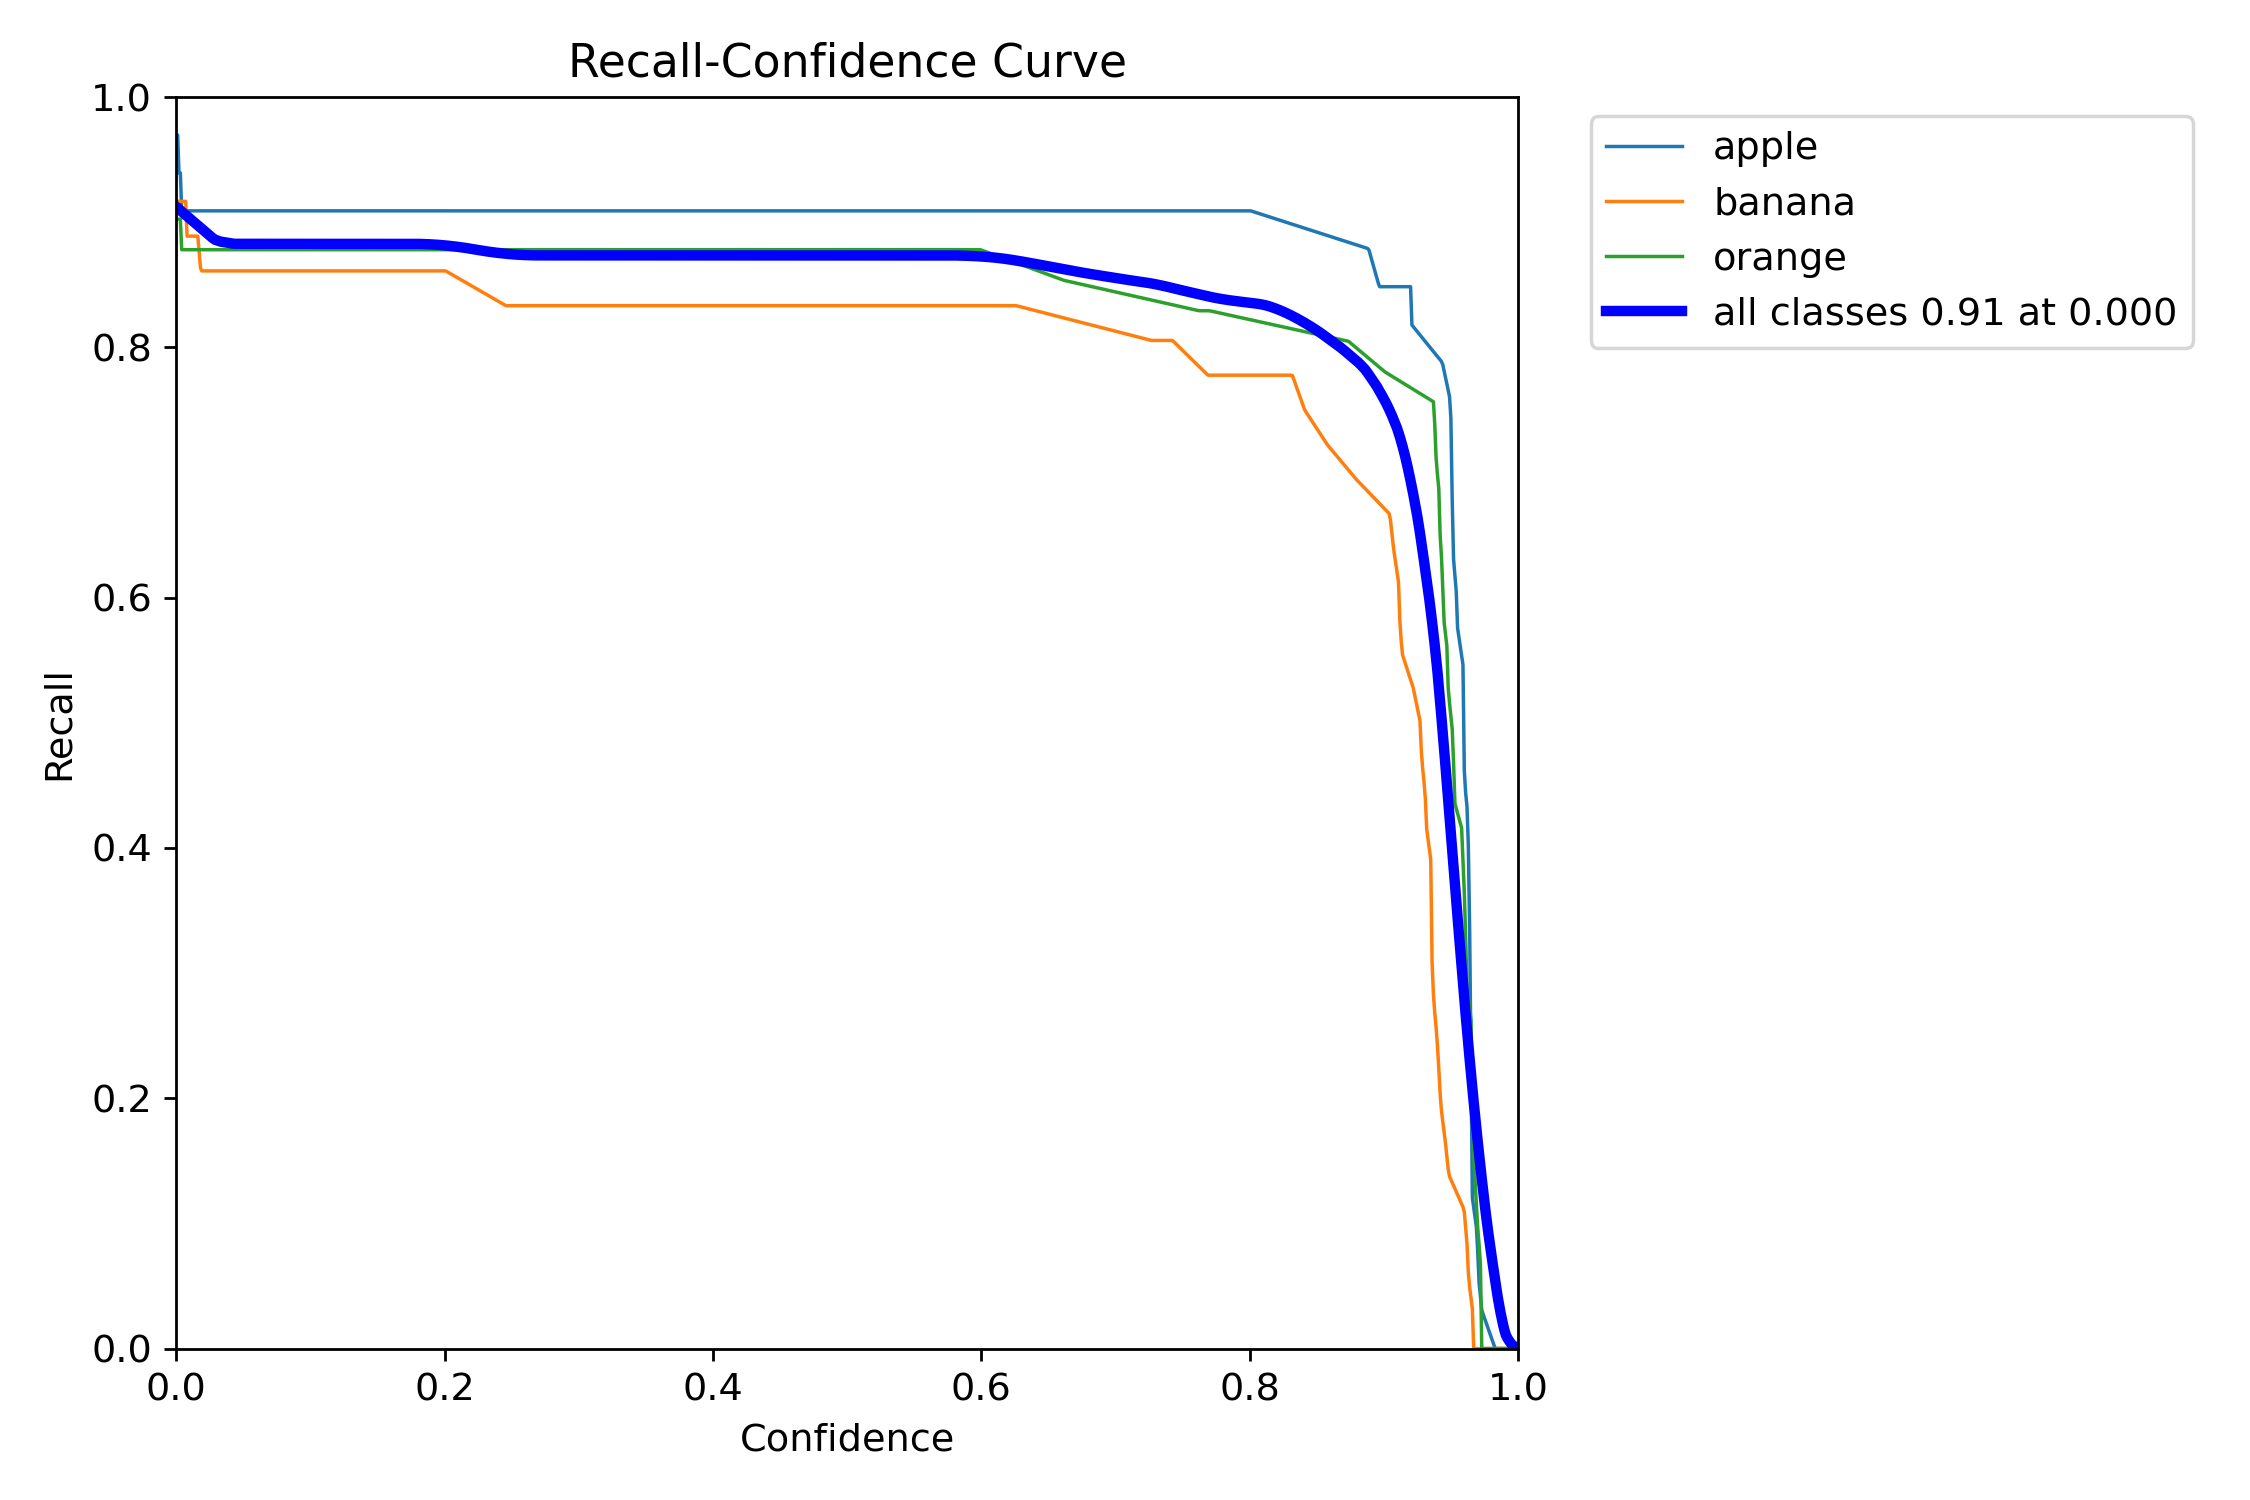 Recall-Confidence Curve
1.0
0.8
0.6
0.4
0.2
0.0
Recall
0.0 0.2 0.4 0.6 0.8 1.0
Confidence
apple
banana
orange
all classes 0.91 at 0.000